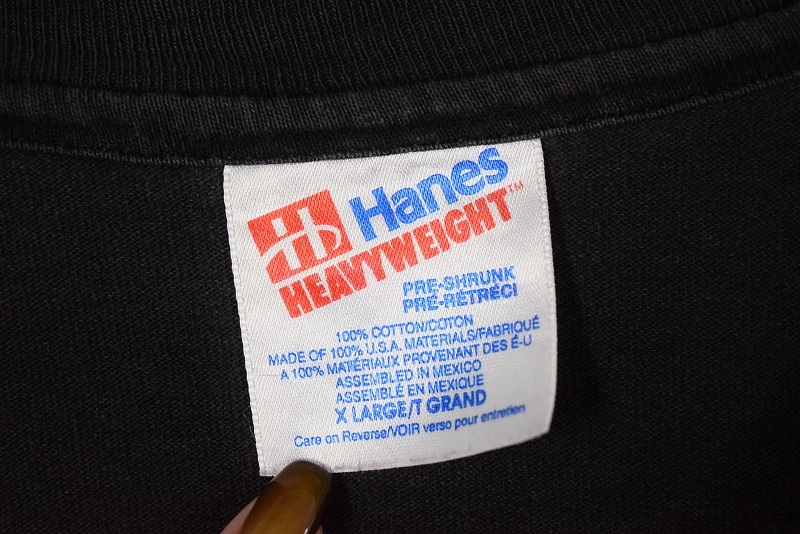 Hanes
HEAVYWEIGHT™
PRE-SHRUNK
PRÉ-RÉTRÉCI
100% COTTON/COTON
MADE OF 100% U.S.A. MATERIALS/FABRIQUÉ
A 100% MATÉRIAUX PROVENANT DES É-U
ASSEMBLED IN MEXICO
ASSEMBLÉ EN MEXIQUE
X LARGE/T GRAND
Care on Reverse/VOIR verso pour entretien